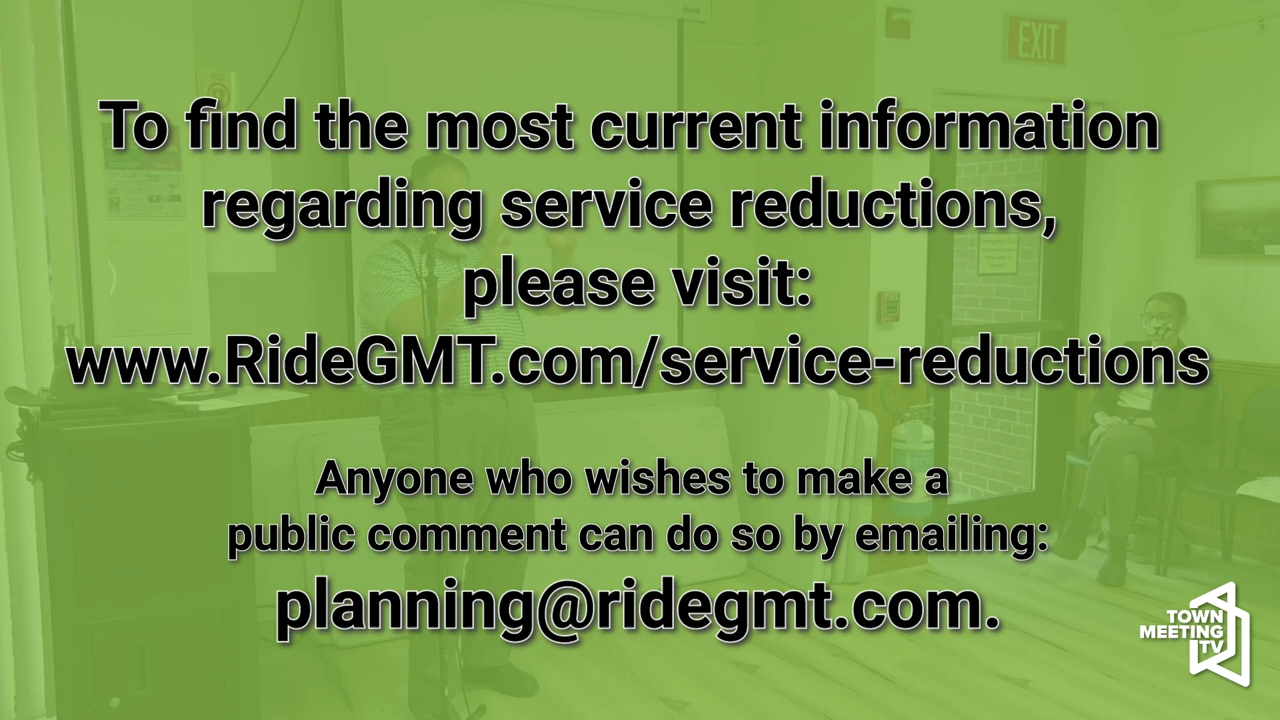 EXIT
To find the most current information
regarding service reductions,
please visit:
www.RideGMT.com/service-reductions
Anyone who wishes to make a
public comment can do so by emailing:
planning@ridegmt.com.
TOWN
MEETING
TV